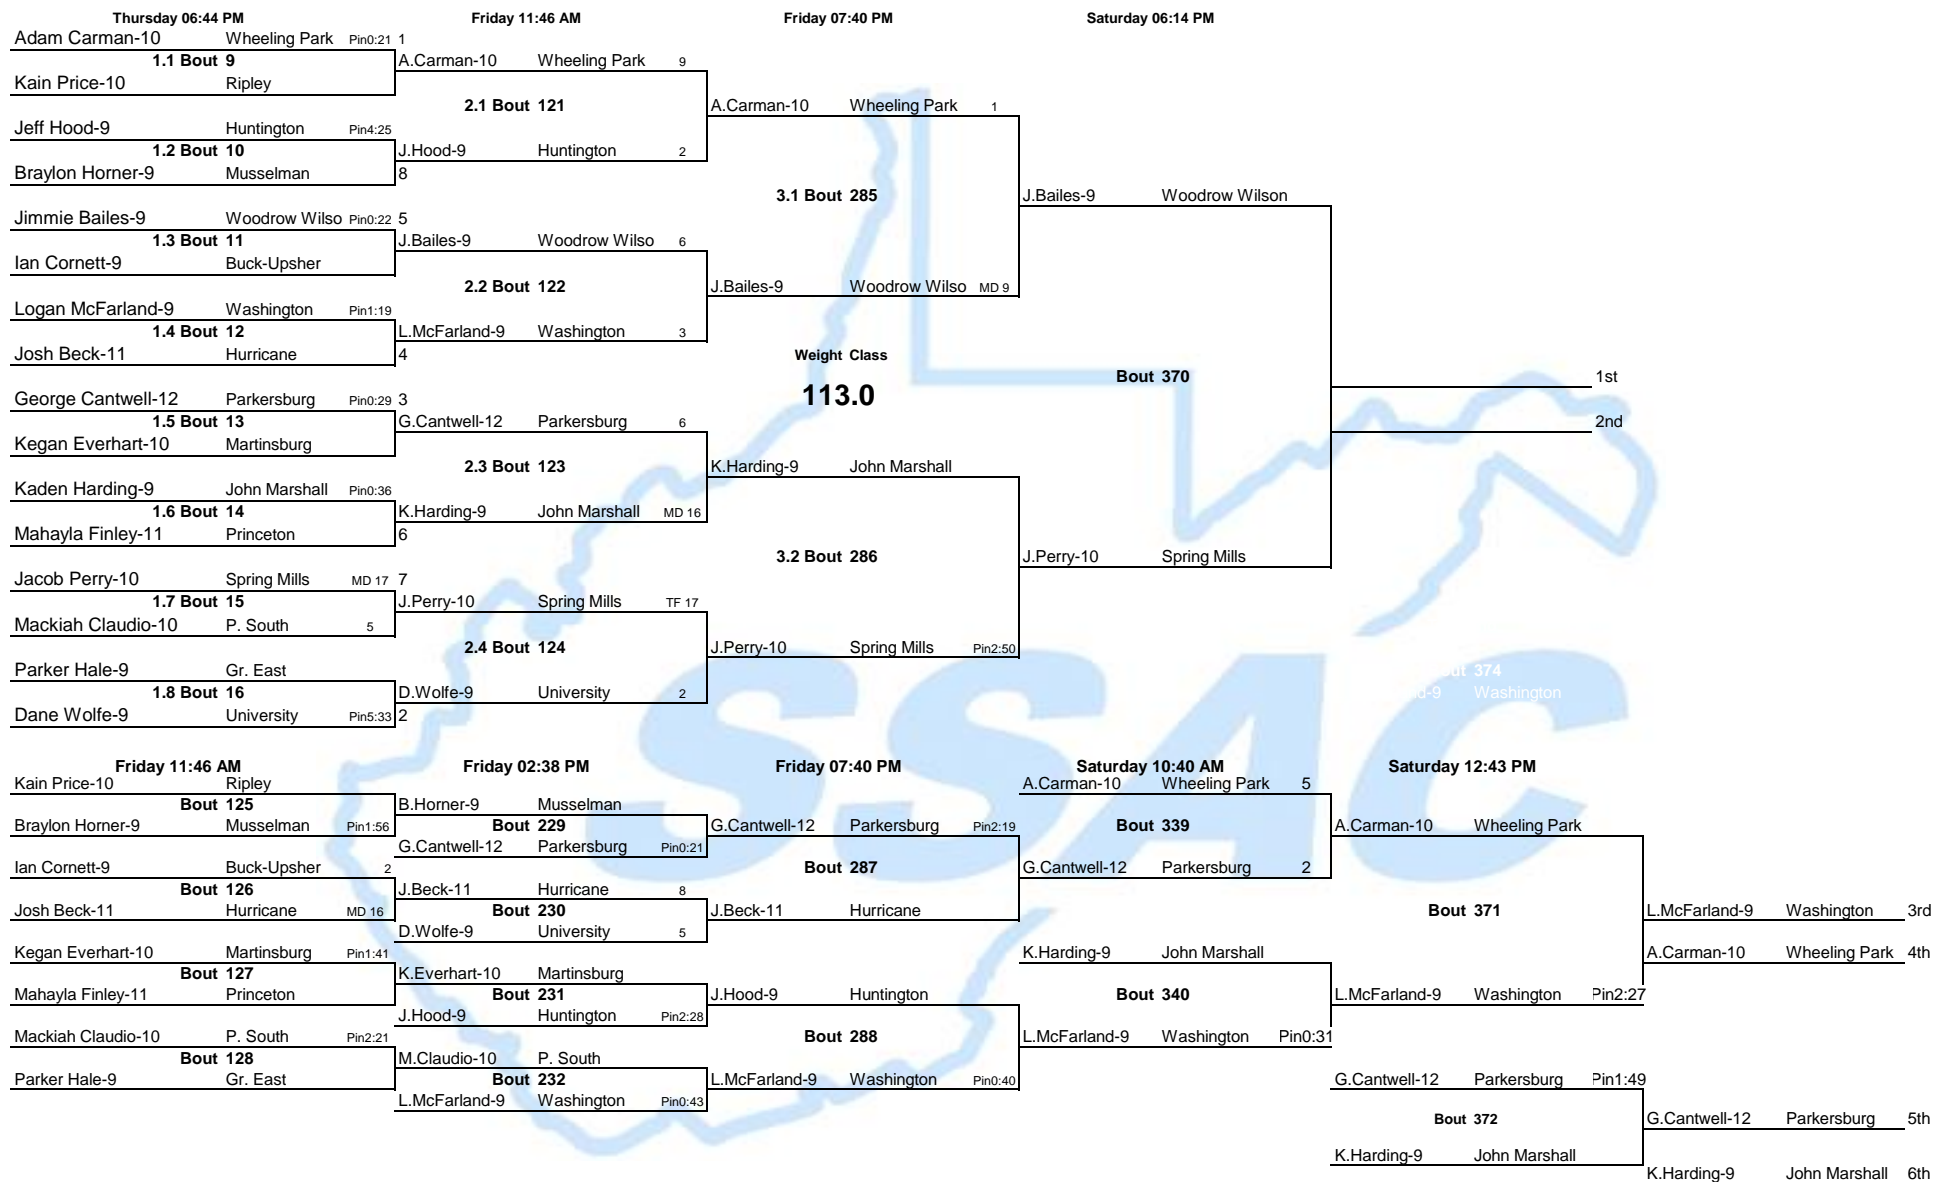 Thursday 06:44 PM Friday 11:46 AM Friday 07:40 PM Saturday 06:14 PM
Adam Carman-10 Wheeling Park Pin0:21 1
1.1 Bout 9 A.Carman-10 Wheeling Park 9
Kain Price-10 Ripley
2.1 Bout 121 A.Carman-10 Wheeling Park 1
Jeff Hood-9 Huntington Pin4:25
1.2 Bout 10 J.Hood-9 Huntington 2
Braylon Horner-9 Musselman 8
3.1 Bout 285 J.Bailes-9 Woodrow Wilson
Jimmie Bailes-9 Woodrow Wilso Pin0:22 5
1.3 Bout 11 J.Bailes-9 Woodrow Wilso 6
Ian Cornett-9 Buck-Upsher
2.2 Bout 122 J.Bailes-9 Woodrow Wilso MD 9
Logan McFarland-9 Washington Pin1:19
1.4 Bout 12 L.McFarland-9 Washington 3
Josh Beck-11 Hurricane 4 Weight Class
Bout 370 1st
113.0
George Cantwell-12 Parkersburg Pin0:29 3
1.5 Bout 13 G.Cantwell-12 Parkersburg 6 2nd
Kegan Everhart-10 Martinsburg
2.3 Bout 123 K.Harding-9 John Marshall
Kaden Harding-9 John Marshall Pin0:36
1.6 Bout 14 K.Harding-9 John Marshall MD 16
Mahayla Finley-11 Princeton 6
3.2 Bout 286 J.Perry-10 Spring Mills
Jacob Perry-10 Spring Mills MD 17 7
1.7 Bout 15 J.Perry-10 Spring Mills TF 17
Mackiah Claudio-10 P. South 5
2.4 Bout 124 J.Perry-10 Spring Mills Pin2:50
Parker Hale-9 Gr. East 374
1.8 Bout 16 D.Wolfe-9 University 2 Washington
Dane Wolfe-9 University Pin5:33 2
SSAC
Friday 11:46 AM Friday 02:38 PM Friday 07:40 PM Saturday 10:40 AM Saturday 12:43 PM
Kain Price-10 Ripley A.Carman-10 Wheeling Park 5
Bout 125 B.Horner-9 Musselman
Braylon Horner-9 Musselman Pin1:56 Bout 229 G.Cantwell-12 Parkersburg Pin2:19 Bout 339 A.Carman-10 Wheeling Park
G.Cantwell-12 Parkersburg Pin0:21
Ian Cornett-9 Buck-Upsher 2 Bout 287 G.Cantwell-12 Parkersburg 2
Bout 126 J.Beck-11 Hurricane 8
Josh Beck-11 Hurricane MD 16 Bout 230 J.Beck-11 Hurricane Bout 371 L.McFarland-9 Washington 3rd
D.Wolfe-9 University 5
Kegan Everhart-10 Martinsburg Pin1:41 K.Harding-9 John Marshall A.Carman-10 Wheeling Park 4th
Bout 127 K.Everhart-10 Martinsburg
Mahayla Finley-11 Princeton Bout 231 J.Hood-9 Huntington Bout 340 L.McFarland-9 Washington Pin2:27
J.Hood-9 Huntington Pin2:28
Mackiah Claudio-10 P. South Pin2:21 Bout 288 L.McFarland-9 Washington Pin0:31
Bout 128 M.Claudio-10 P. South
Parker Hale-9 Gr. East Bout 232 L.McFarland-9 Washington Pin0:40 G.Cantwell-12 Parkersburg Pin1:49
L.McFarland-9 Washington Pin0:43
Bout 372 G.Cantwell-12 Parkersburg 5th
K.Harding-9 John Marshall
K.Harding-9 John Marshall 6th